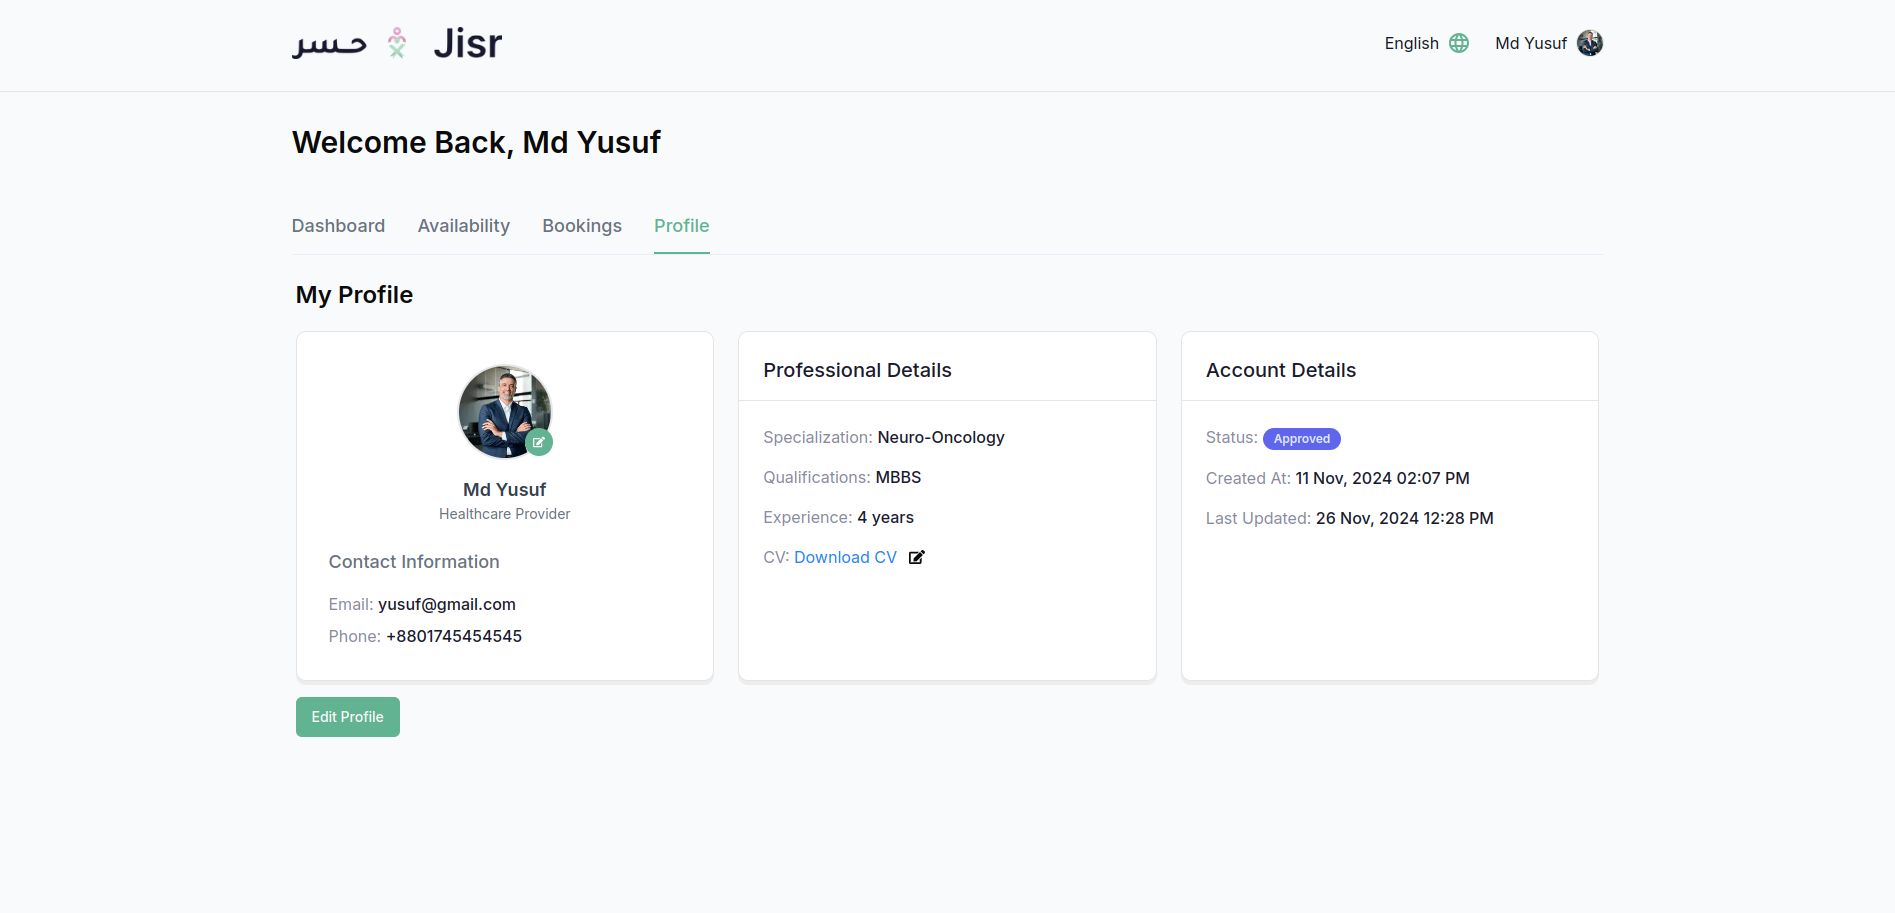 حسر Jisr
English Md Yusuf
Welcome Back, Md Yusuf
Dashboard Availability Bookings Profile
My Profile
Md Yusuf
Healthcare Provider
Contact Information
Email: yusuf@gmail.com
Phone: +8801745454545
Professional Details
Specialization: Neuro-Oncology
Qualifications: MBBS
Experience: 4 years
CV: Download CV
Account Details
Status: Approved
Created At: 11 Nov, 2024 02:07 PM
Last Updated: 26 Nov, 2024 12:28 PM
Edit Profile